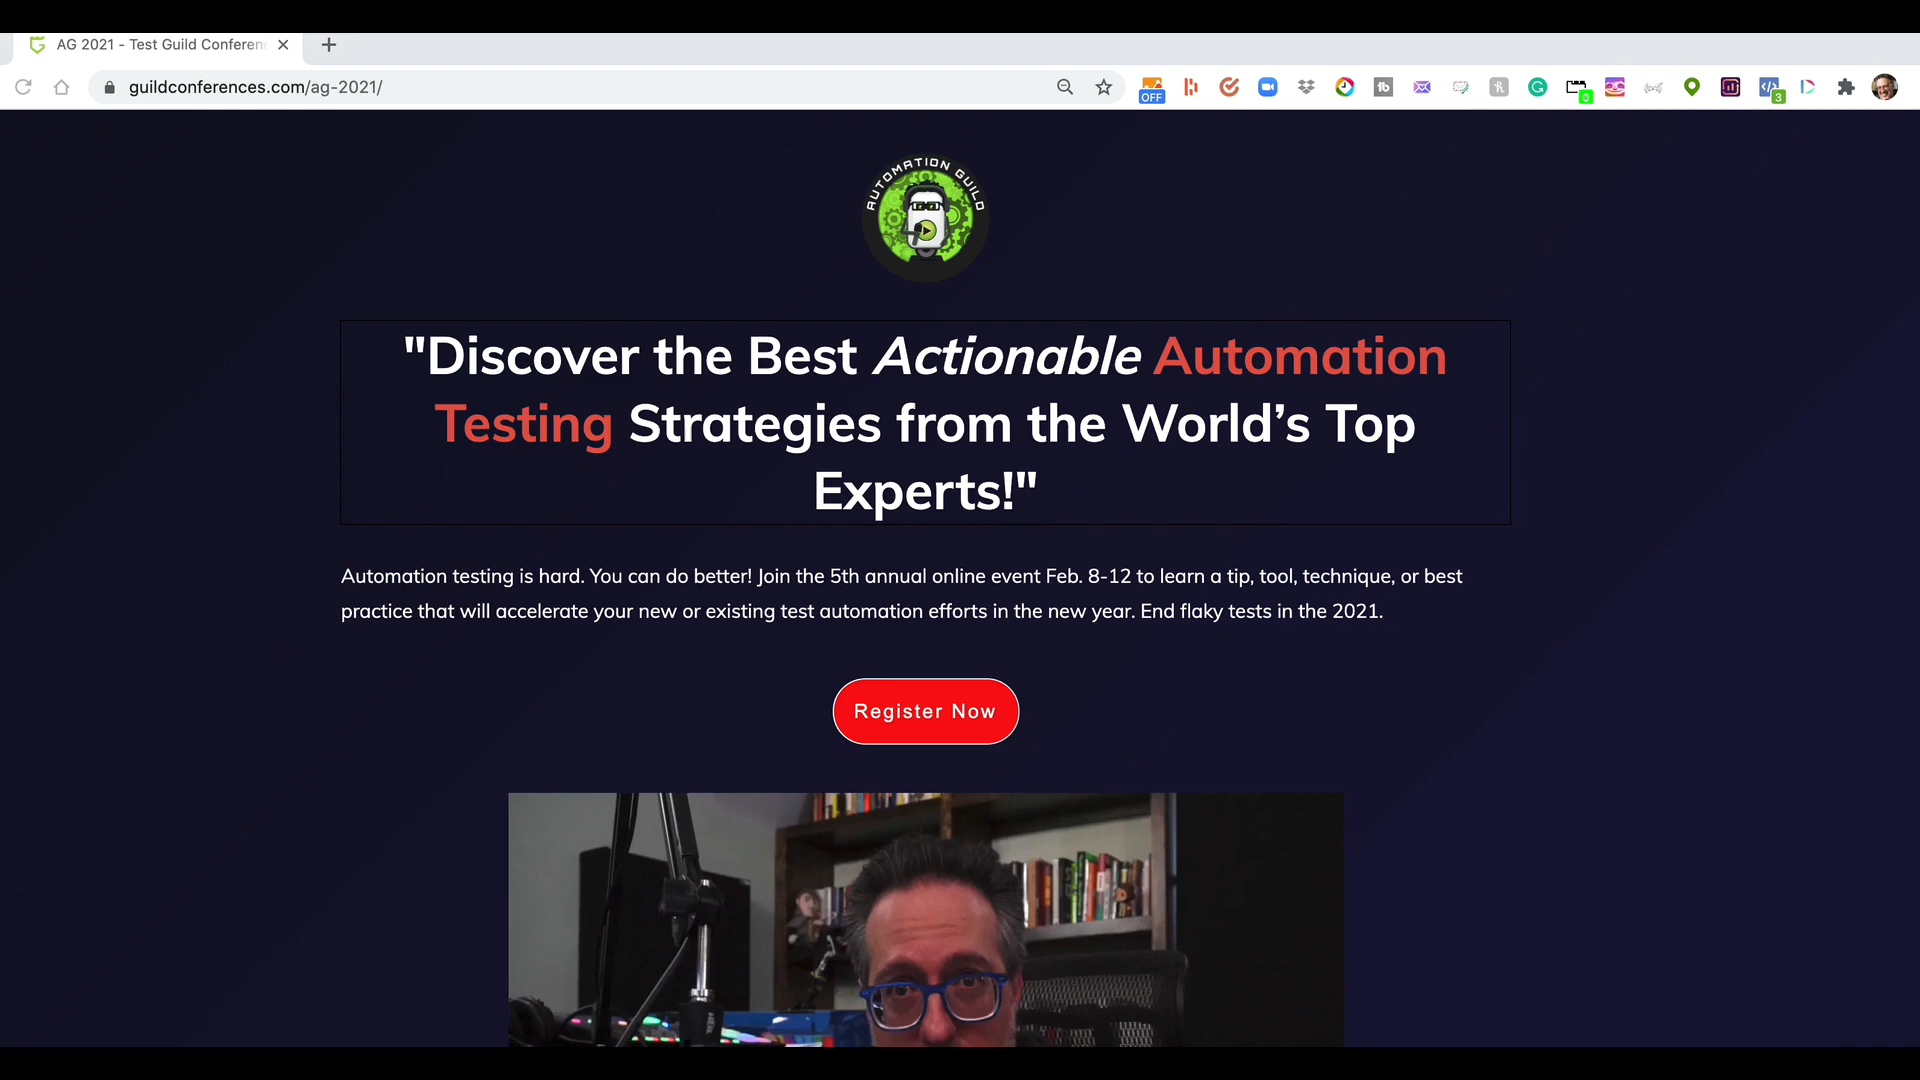 AG 2021 - Test Guild Conferen
guildconferences.com/ag-2021/
OFF
0
3
AUTOMATION GUILD
"Discover the Best Actionable Automation
Testing Strategies from the World’s Top
Experts!"
Automation testing is hard. You can do better! Join the 5th annual online event Feb. 8-12 to learn a tip, tool, technique, or best
practice that will accelerate your new or existing test automation efforts in the new year. End flaky tests in the 2021.
Register Now